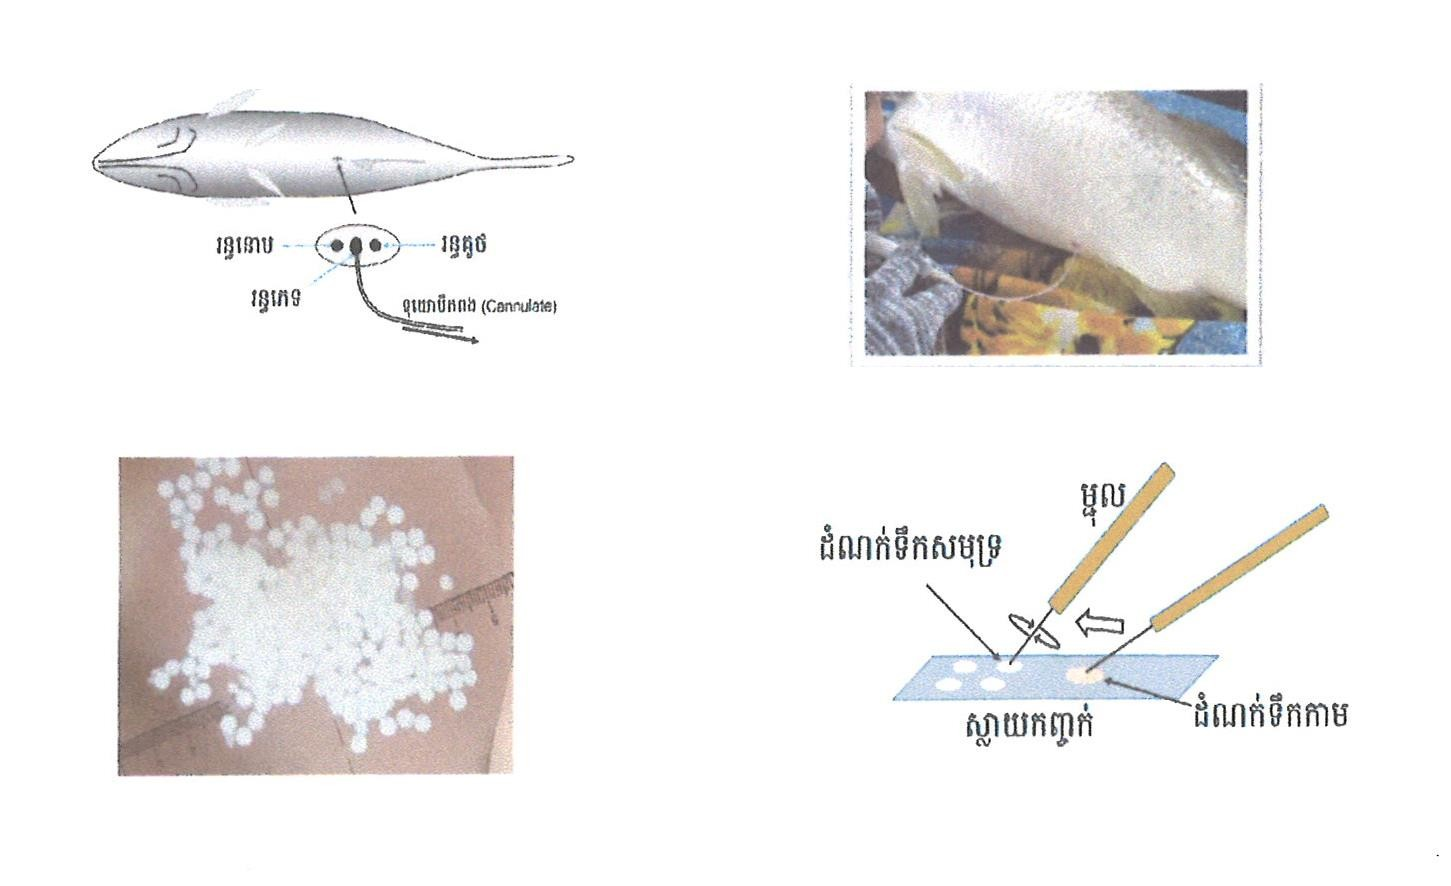 រន្ធនោម
រន្ធគូថ
រន្ធភេទ
ទុយោបឺតពង (Cannulate)
ម្ជុល
ដំណក់ទឹកសមុទ្រ
ដំណក់ទឹកកាម
ស្លាយកញ្ចក់